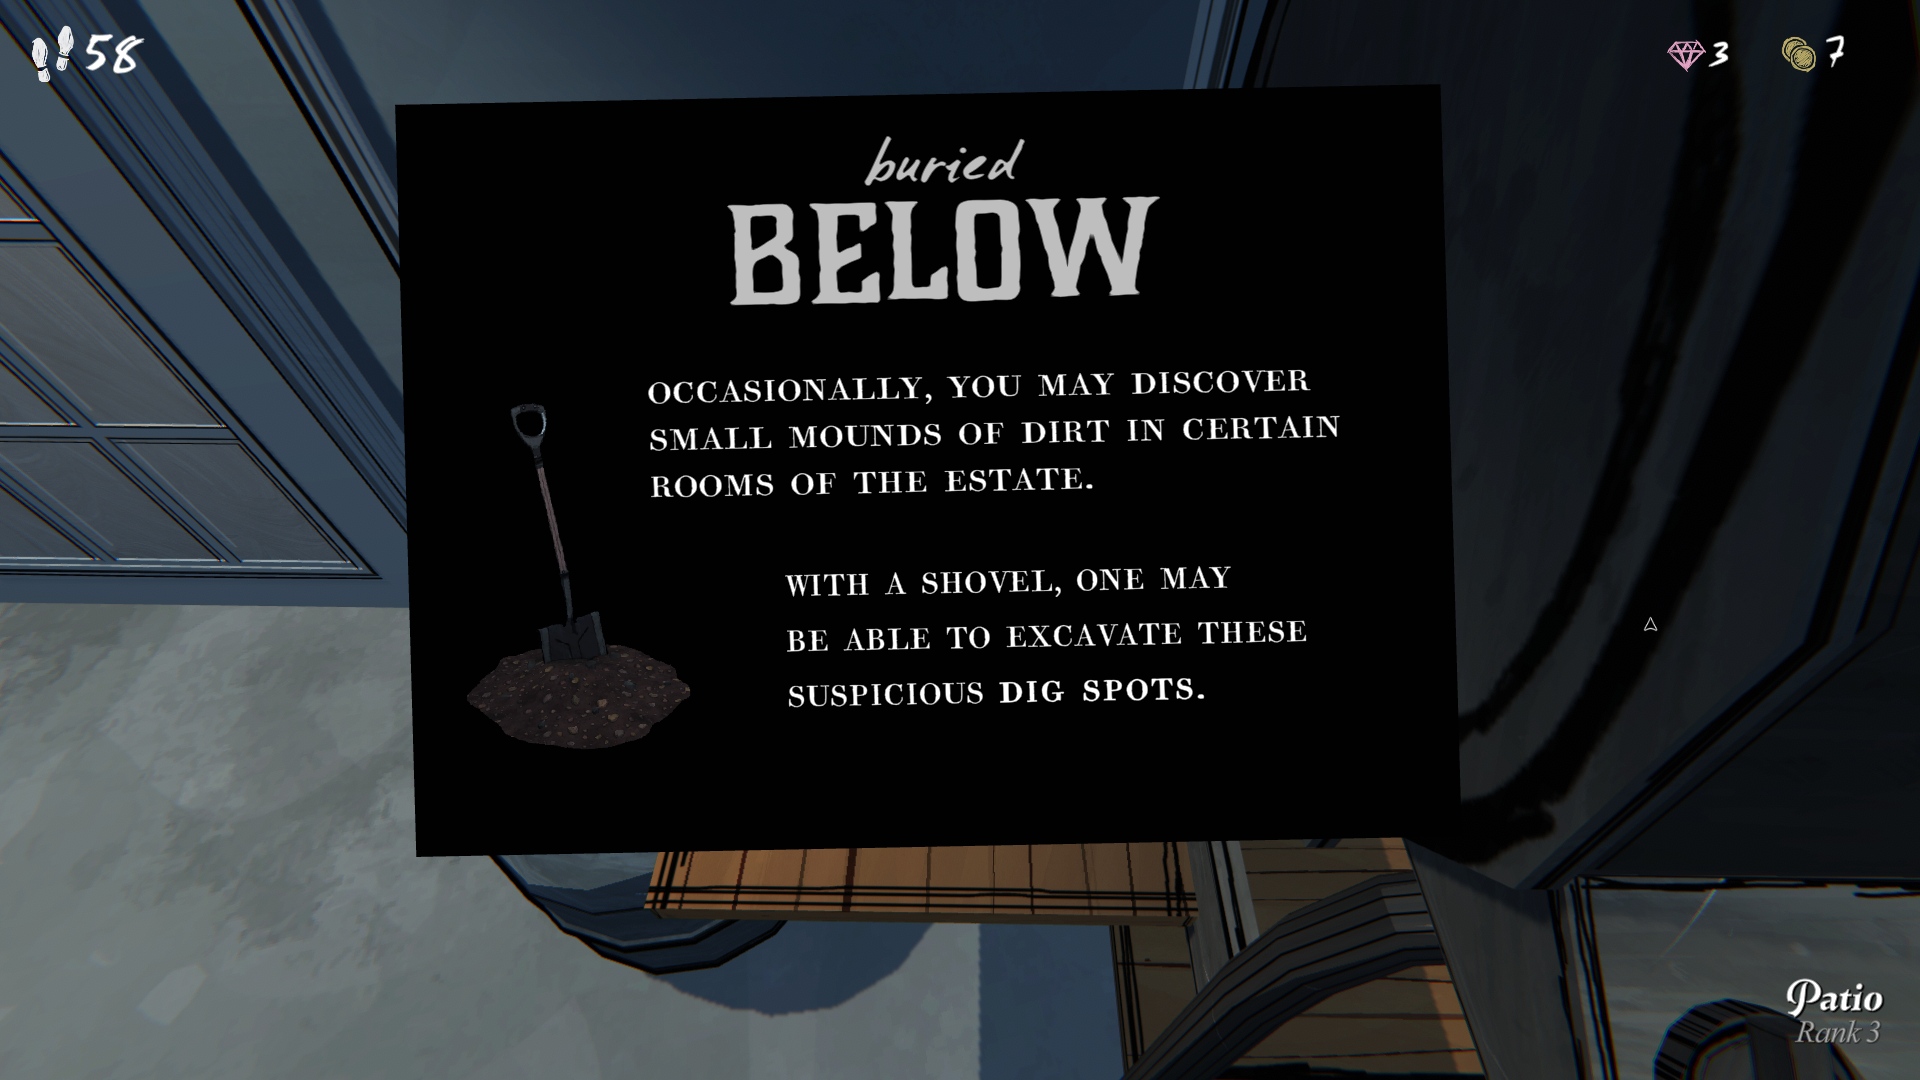 58
3
7
buried
BELOW
OCCASIONALLY, YOU MAY DISCOVER
SMALL MOUNDS OF DIRT IN CERTAIN
ROOMS OF THE ESTATE.
WITH A SHOVEL, ONE MAY
BE ABLE TO EXCAVATE THESE
SUSPICIOUS DIG SPOTS.
Patio
Rank 3